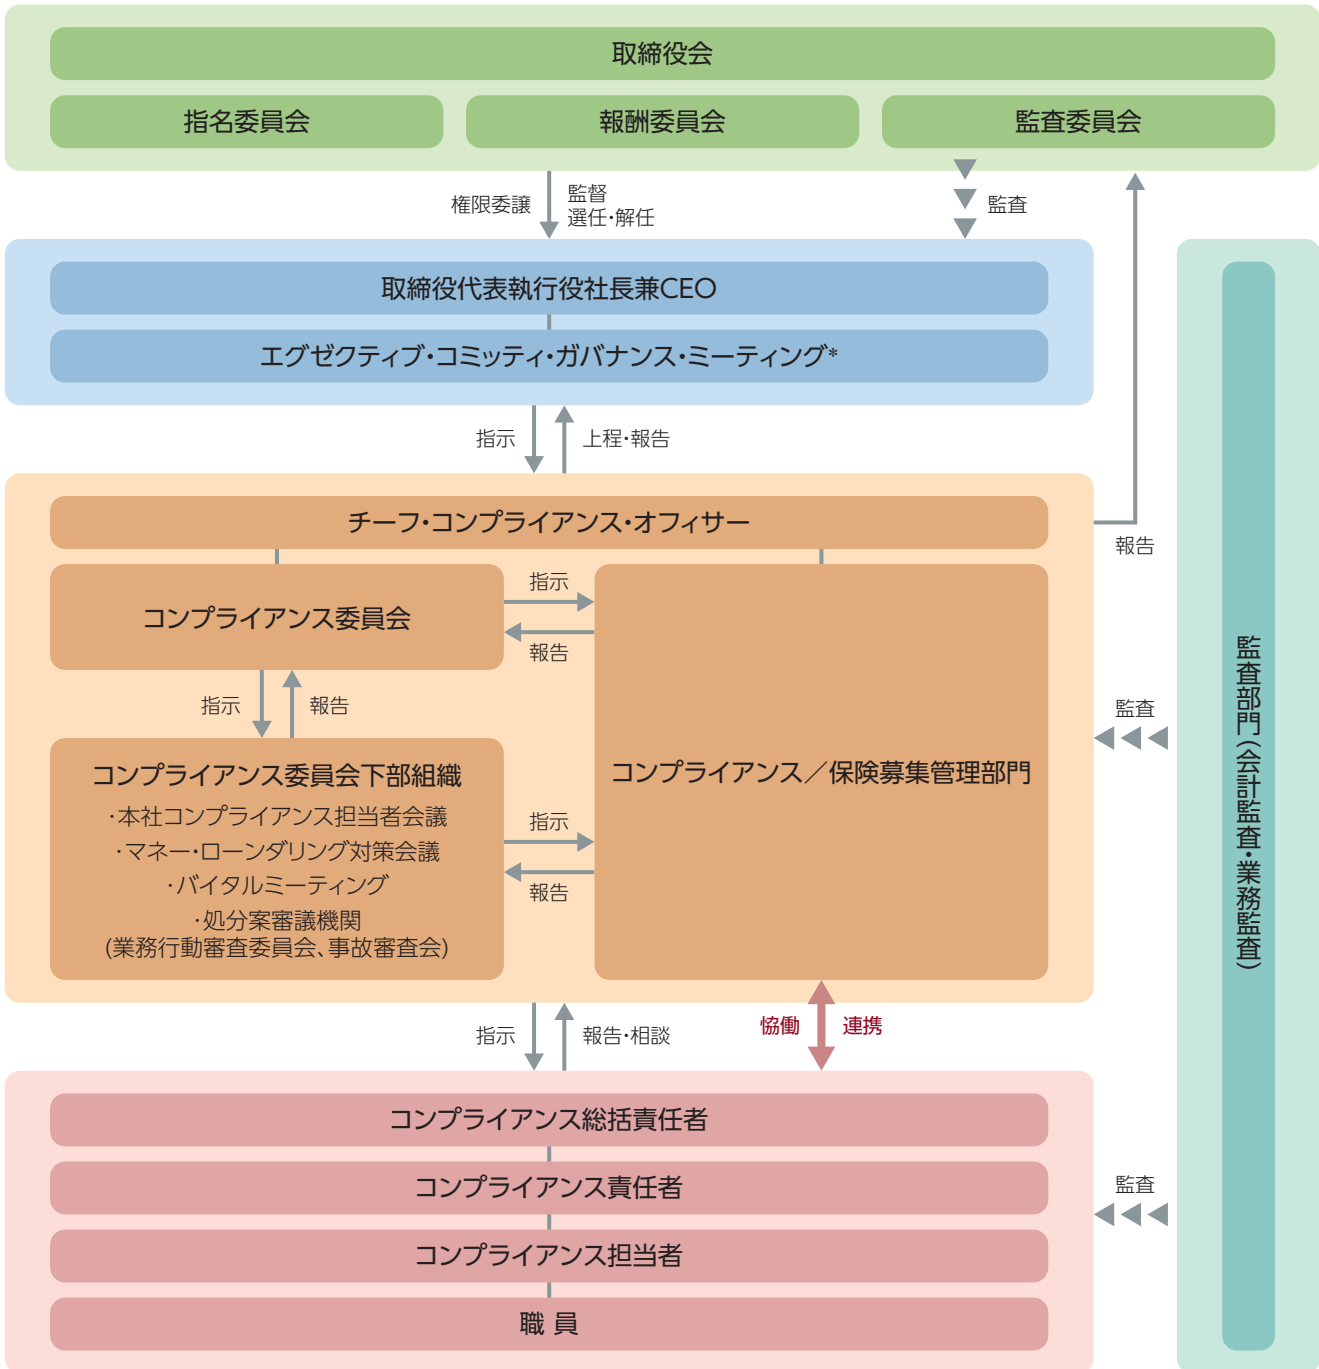 取締役会
指名委員会
報酬委員会
監査委員会
権限委譲
監督
選任・解任
監査
取締役代表執行役社長兼CEO
エグゼクティブ・コミッティ・ガバナンス・ミーティング*
指示
上程・報告
チーフ・コンプライアンス・オフィサー
報告
コンプライアンス委員会
指示
報告
指示
報告
コンプライアンス委員会下部組織
・本社コンプライアンス担当者会議
・マネー・ローンダリング対策会議
・バイタルミーティング
・処分案審議機関
(業務行動審査委員会、事故審査会)
指示
報告
コンプライアンス／保険募集管理部門
監査
監査部門(会計監査・業務監査)
指示
報告・相談
恊働
連携
コンプライアンス総括責任者
コンプライアンス責任者
コンプライアンス担当者
職 員
監査